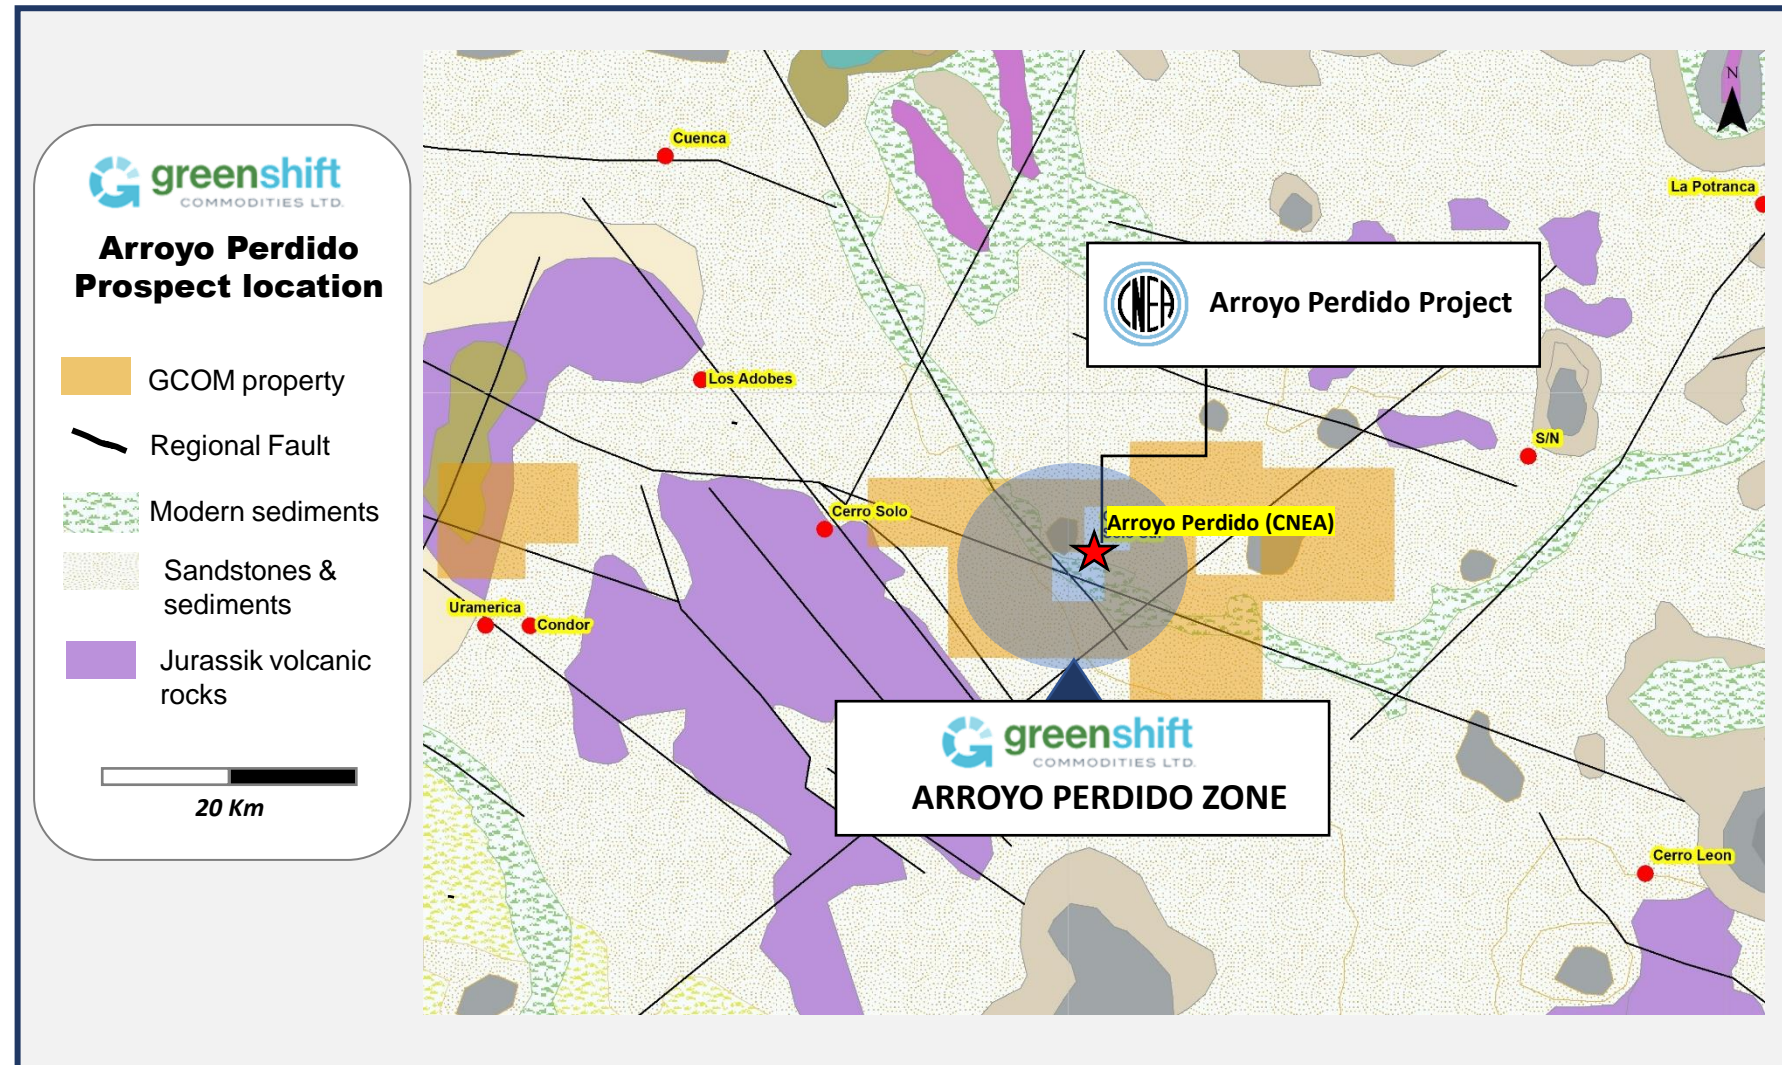 greenshift
COMMODITIES LTD.
Arroyo Perdido
Prospect location
GCOM property
Regional Fault
Modern sediments
Sandstones &
sediments
Jurassik volcanic
rocks
20 Km
N
Cuenca
La Potranca
CNEA
Arroyo Perdido Project
Los Adobes
S/N
Cerro Solo
Arroyo Perdido (CNEA)
Uramerica
Condor
greenshift
COMMODITIES LTD.
ARROYO PERDIDO ZONE
Cerro Leon